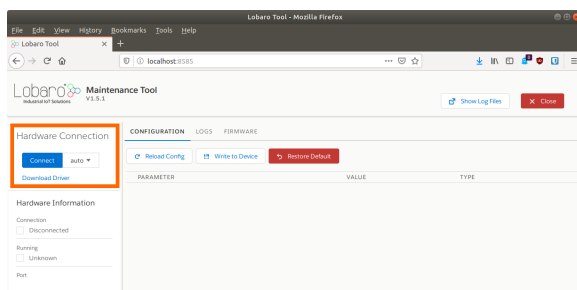 Lobaro Tool - Mozilla Firefox
File Edit View History Bookmarks Tools Help
Lobaro Tool × +
localhost:8585
Lobaro Maintenance Tool
Industrial IoT Solutions V1.5.1
Show Log Files × Close
Hardware Connection
CONFIGURATION LOGS FIRMWARE
Connect auto
Reload Config Write to Device Restore Default
Download Driver
PARAMETER VALUE TYPE
Hardware Information
Connection
Disconnected
Running
Unknown
Port